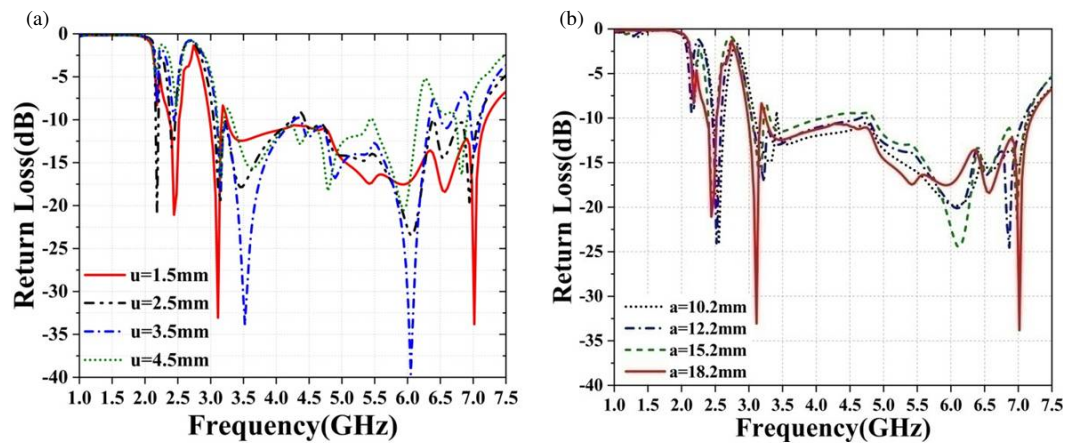 (a)
0
-5
-10
-15
-20
-25
-30
-35
-40
Return Loss(dB)
u=1.5mm
u=2.5mm
u=3.5mm
u=4.5mm
1.0 1.5 2.0 2.5 3.0 3.5 4.0 4.5 5.0 5.5 6.0 6.5 7.0 7.5
Frequency(GHz)
(b)
0
-5
-10
-15
-20
-25
-30
-35
-40
Return Loss(dB)
a=10.2mm
a=12.2mm
a=15.2mm
a=18.2mm
1.0 1.5 2.0 2.5 3.0 3.5 4.0 4.5 5.0 5.5 6.0 6.5 7.0 7.5
Frequency(GHz)